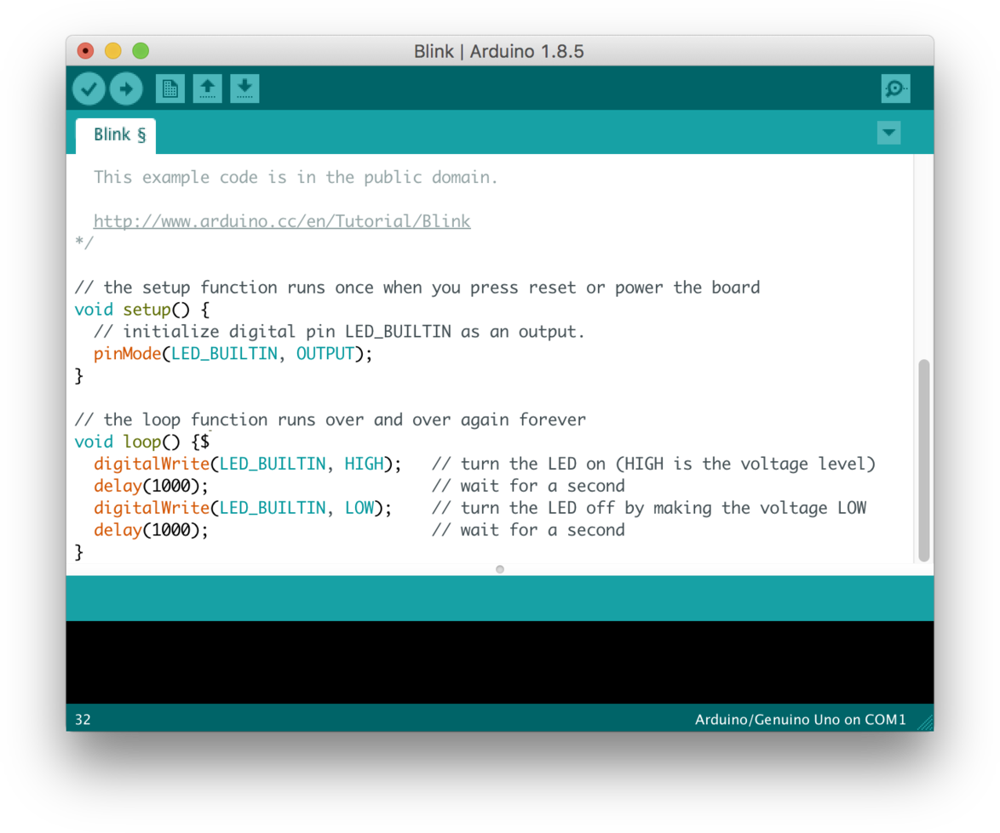 Blink | Arduino 1.8.5
Blink §
This example code is in the public domain.
http://www.arduino.cc/en/Tutorial/Blink
*/
// the setup function runs once when you press reset or power the board
void setup() {
  // initialize digital pin LED_BUILTIN as an output.
  pinMode(LED_BUILTIN, OUTPUT);
}
// the loop function runs over and over again forever
void loop() {$
  digitalWrite(LED_BUILTIN, HIGH);   // turn the LED on (HIGH is the voltage level)
  delay(1000);                       // wait for a second
  digitalWrite(LED_BUILTIN, LOW);    // turn the LED off by making the voltage LOW
  delay(1000);                       // wait for a second
}
32 Arduino/Genuino Uno on COM1